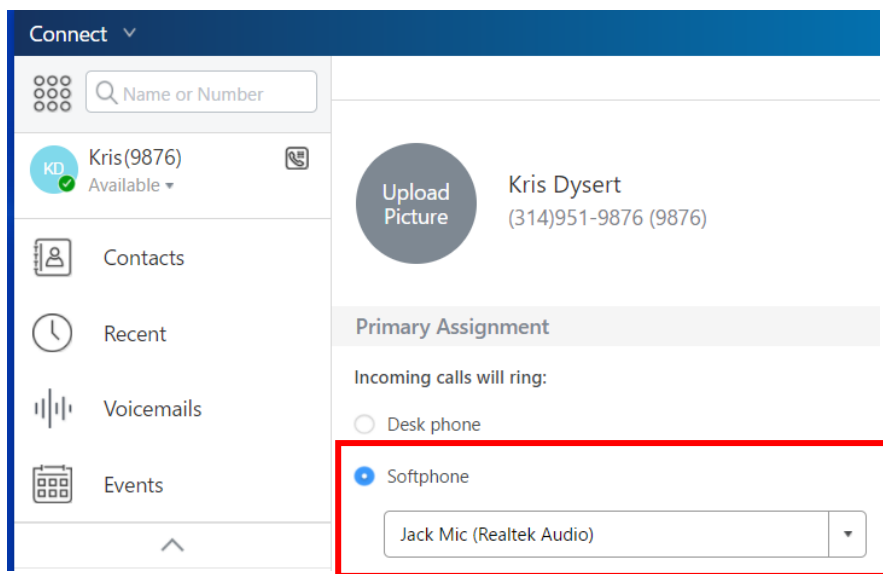 Connect
Name or Number
KD
Kris(9876)
Available
Contacts
Recent
Voicemails
Events
Upload
Picture
Kris Dysert
(314)951-9876 (9876)
Primary Assignment
Incoming calls will ring:
Desk phone
Softphone
Jack Mic (Realtek Audio)